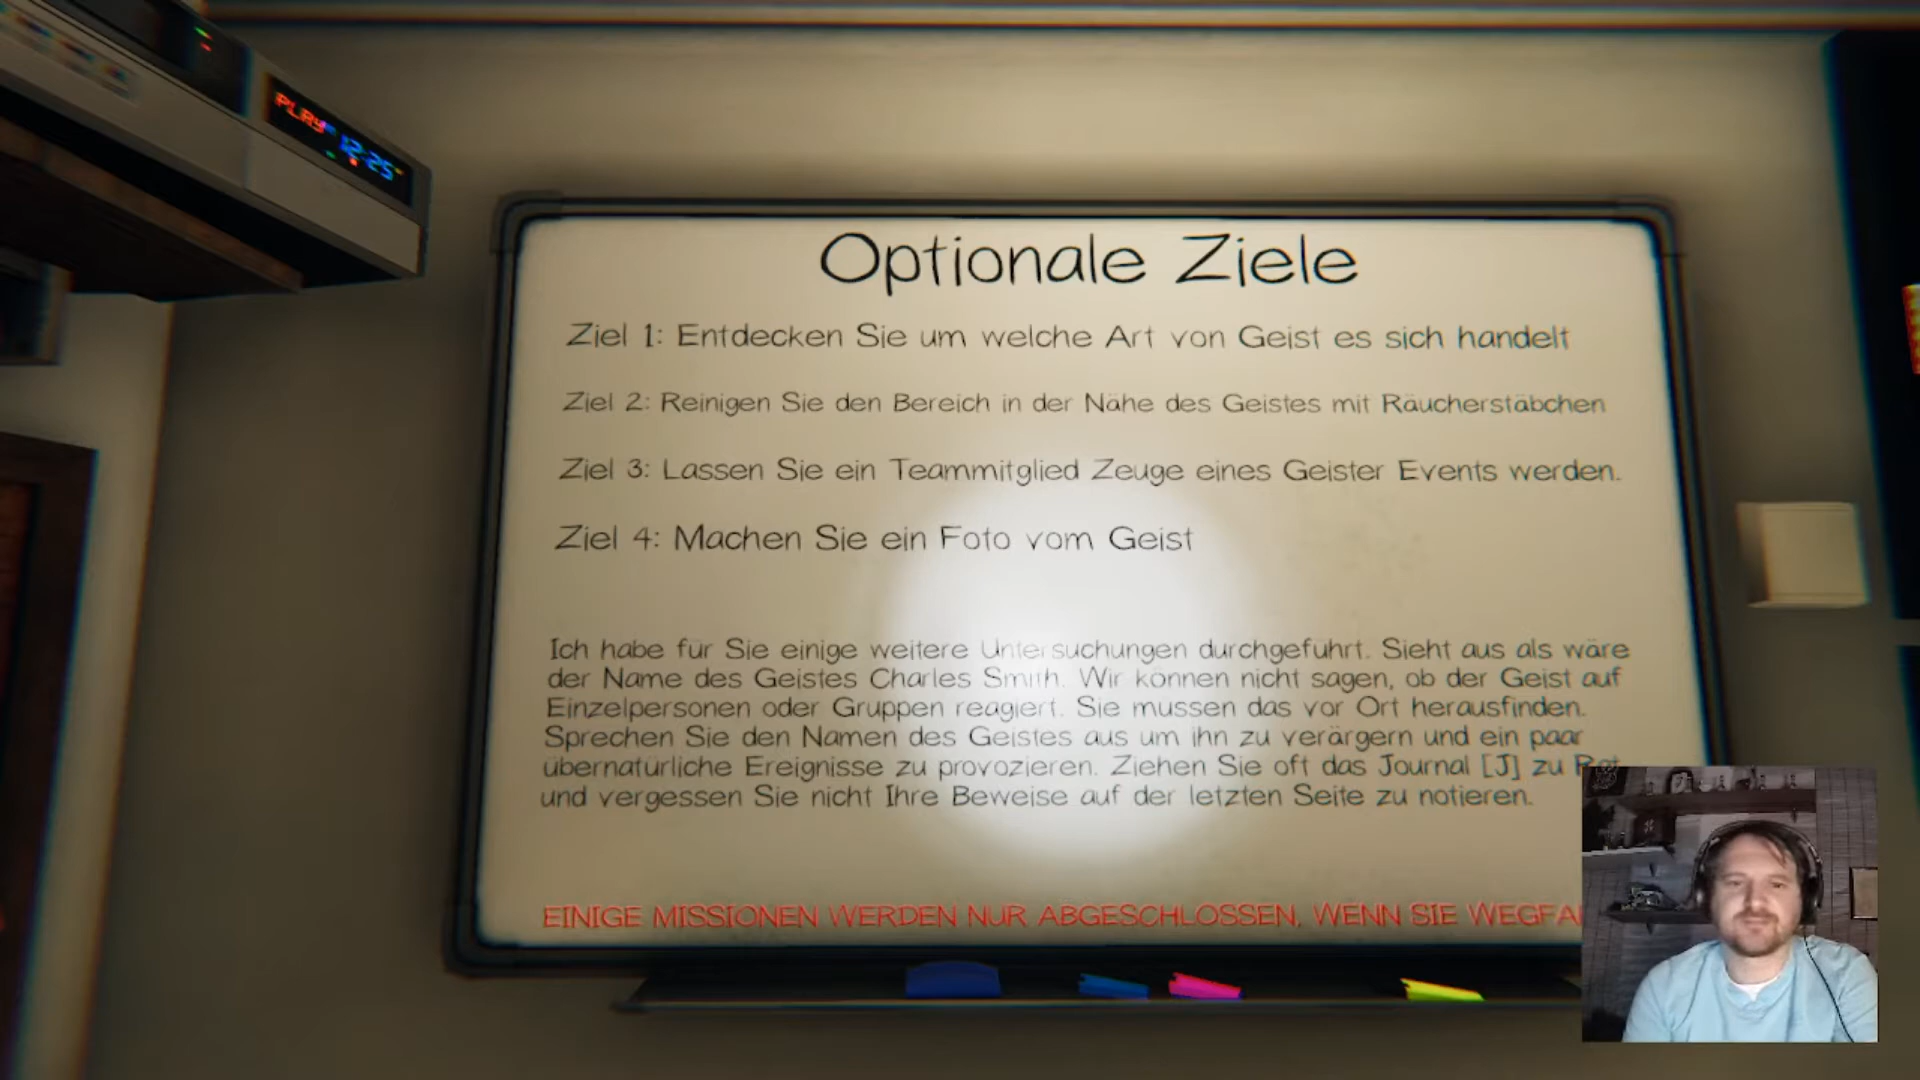 PLAY 12:25
Optionale Ziele
Ziel 1: Entdecken Sie um welche Art von Geist es sich handelt
Ziel 2: Reinigen Sie den Bereich in der Nähe des Geistes mit Räucherstäbchen
Ziel 3: Lassen Sie ein Teammitglied Zeuge eines Geister Events werden.
Ziel 4: Machen Sie ein Foto vom Geist
Ich habe für Sie einige weitere Untersuchungen durchgeführt. Sieht aus als wäre
der Name des Geistes Charles Smith. Wir können nicht sagen, ob der Geist auf
Einzelpersonen oder Gruppen reagiert. Sie müssen das vor Ort herausfinden.
Sprechen Sie den Namen des Geistes aus um ihn zu verärgern und ein paar
übernatürliche Ereignisse zu provozieren. Ziehen Sie oft das Journal [J] zu
und vergessen Sie nicht Ihre Beweise auf der letzten Seite zu notieren.
EINIGE MISSIONEN WERDEN NUR ABGESCHLOSSEN, WENN SIE